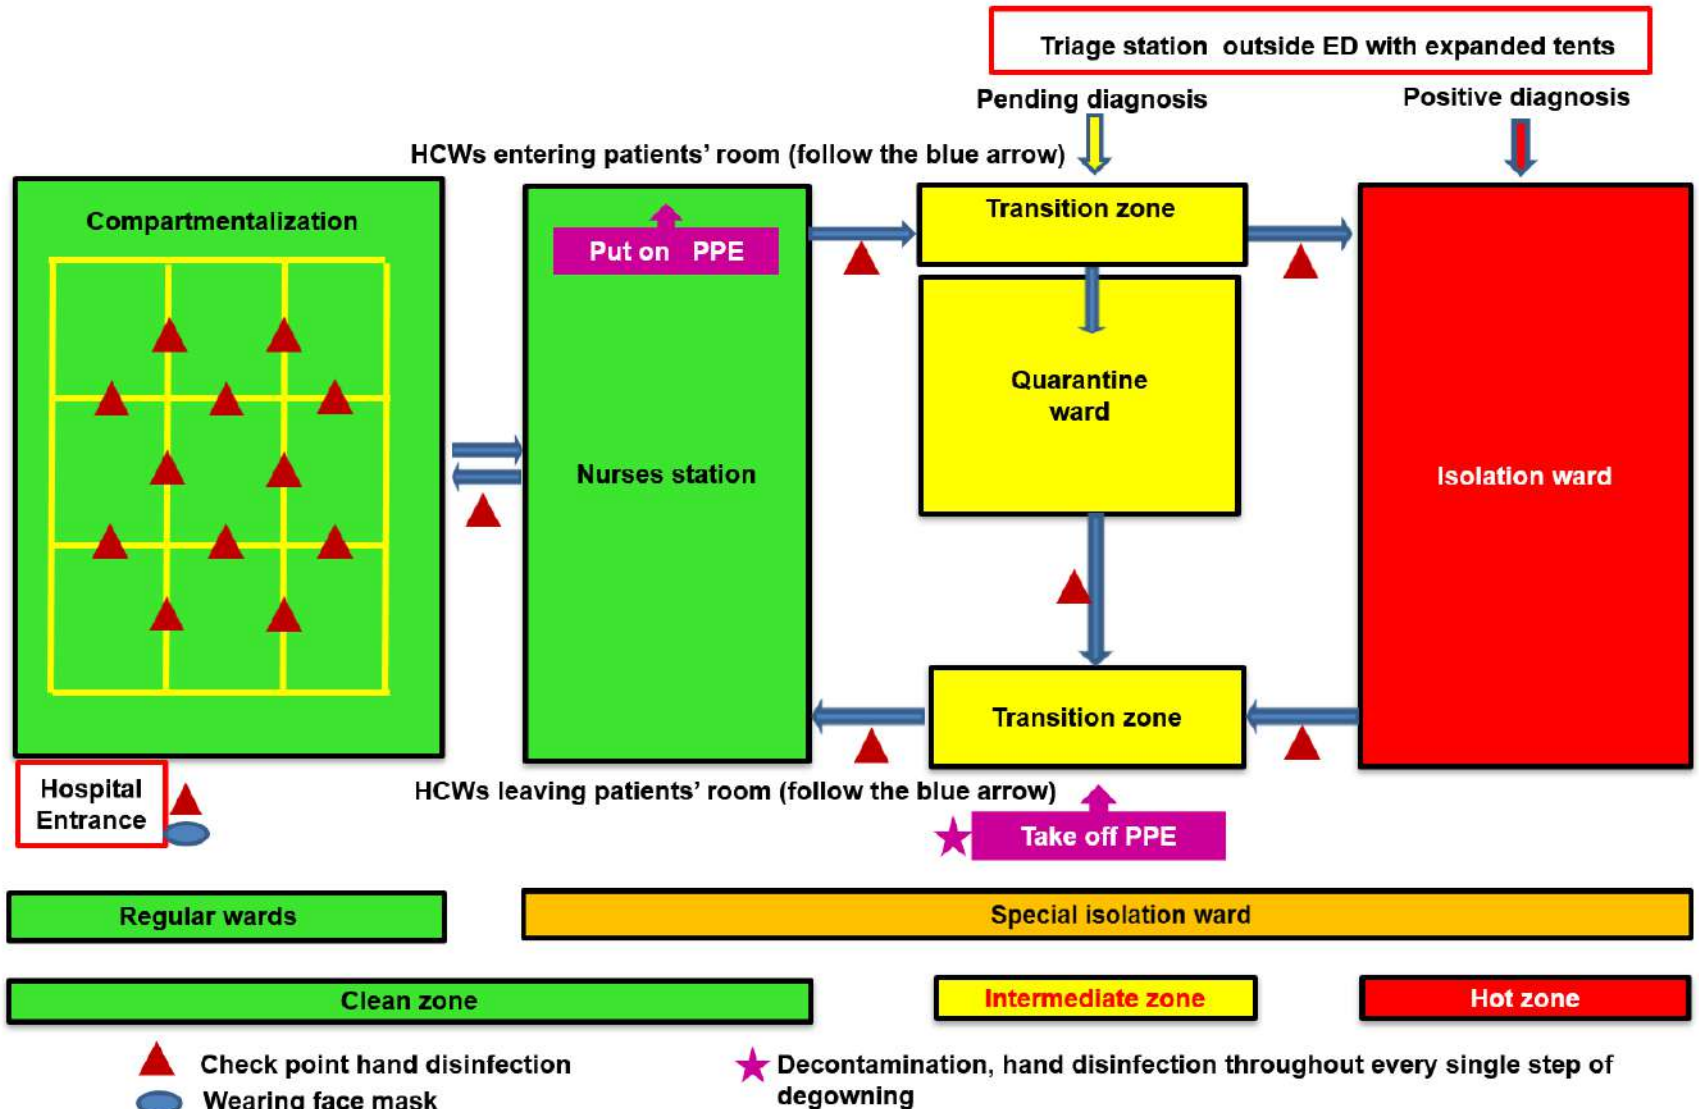 Triage station outside ED with expanded tents
Pending diagnosis
Positive diagnosis
HCWs entering patients' room (follow the blue arrow)
Compartmentalization
Put on PPE
Transition zone
Quarantine
ward
Nurses station
Isolation ward
Transition zone
Hospital
Entrance
HCWs leaving patients' room (follow the blue arrow)
Take off PPE
Regular wards
Special isolation ward
Clean zone
Intermediate zone
Hot zone
Check point hand disinfection
Decontamination, hand disinfection throughout every single step of
degowning
Wearing face mask